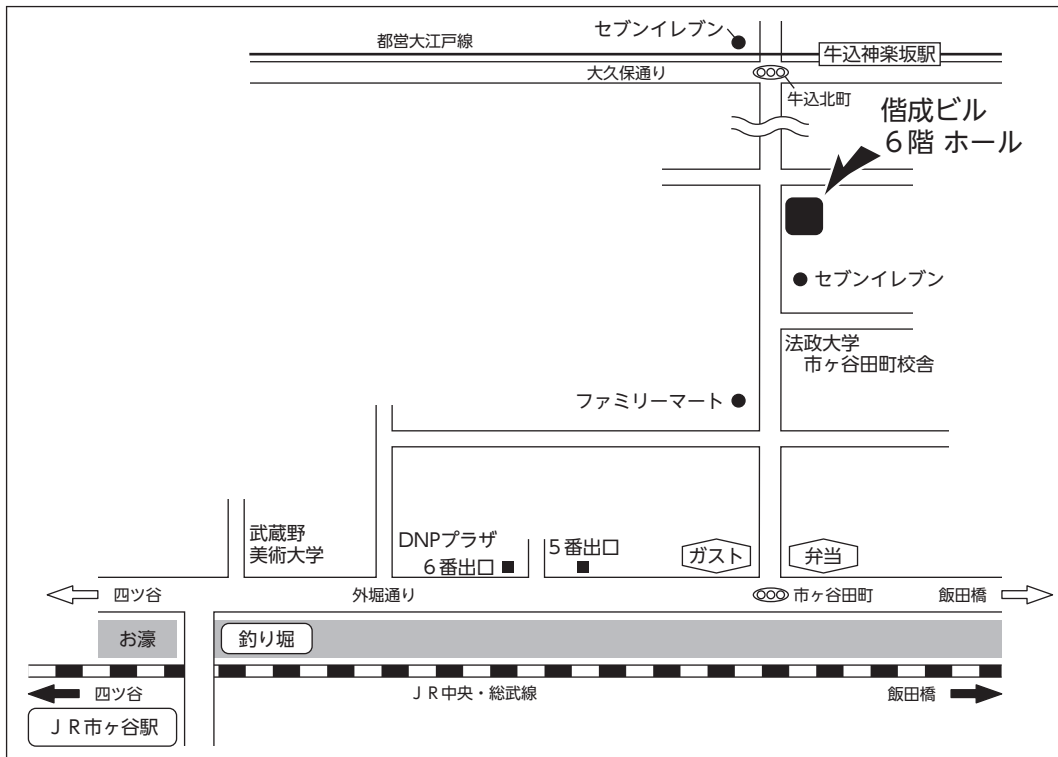 セブンイレブン
都営大江戸線
牛込神楽坂駅
大久保通り
牛込北町
偕成ビル
６階 ホール
セブンイレブン
法政大学
市ヶ谷田町校舎
ファミリーマート
武蔵野
美術大学
DNPプラザ
６番出口
５番出口
ガスト
弁当
四ツ谷
外堀通り
市ヶ谷田町
飯田橋
お濠
釣り堀
四ツ谷
ＪＲ中央・総武線
飯田橋
ＪＲ市ヶ谷駅